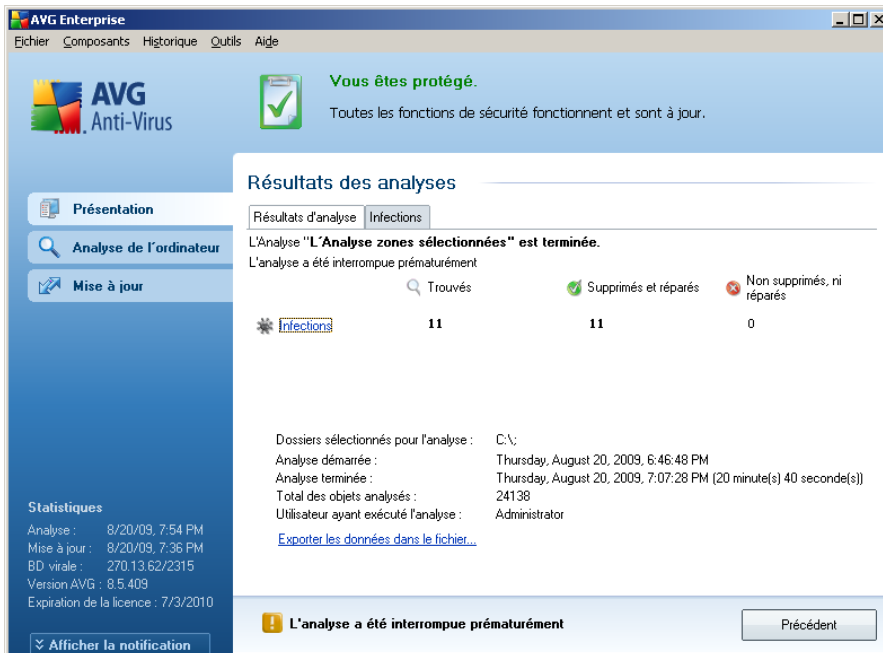 AVG Enterprise
Fichier Composants Historique Outils Aide
AVG
Anti-Virus
Vous êtes protégé.
Toutes les fonctions de sécurité fonctionnent et sont à jour.
Présentation
Analyse de l´ordinateur
Mise à jour
Résultats des analyses
Résultats d'analyse Infections
L'Analyse "L´Analyse zones sélectionnées" est terminée.
L'analyse a été interrompue prématurément
Trouvés Supprimés et réparés Non supprimés, ni
réparés
Infections 11 11 0
Dossiers sélectionnés pour l'analyse : C:\;
Analyse démarrée : Thursday, August 20, 2009, 6:46:48 PM
Analyse terminée : Thursday, August 20, 2009, 7:07:28 PM (20 minute(s) 40 seconde(s))
Total des objets analysés : 24138
Utilisateur ayant exécuté l'analyse : Administrator
Exporter les données dans le fichier...
Statistiques
Analyse : 8/20/09, 7:54 PM
Mise à jour : 8/20/09, 7:36 PM
BD virale : 270.13.62/2315
Version AVG : 8.5.409
Expiration de la licence : 7/3/2010
Afficher la notification
L'analyse a été interrompue prématurément
Précédent